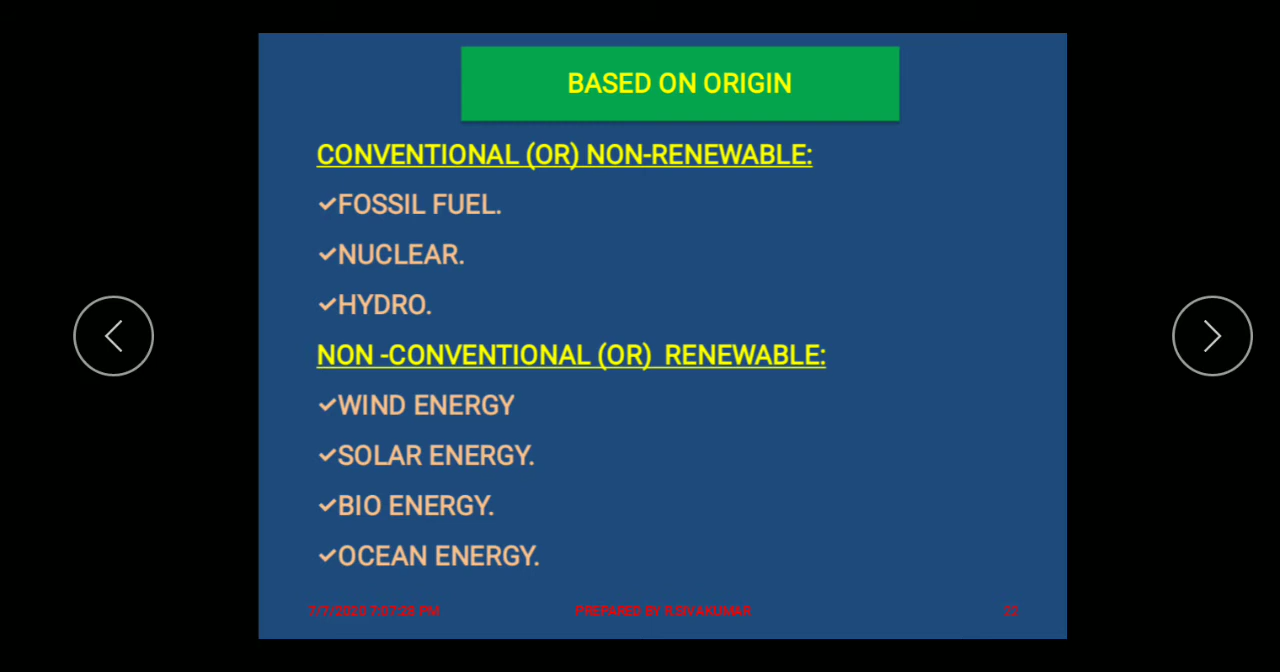 BASED ON ORIGIN
CONVENTIONAL (OR) NON-RENEWABLE:
✓FOSSIL FUEL.
✓NUCLEAR.
✓HYDRO.
NON -CONVENTIONAL (OR)  RENEWABLE:
✓WIND ENERGY
✓SOLAR ENERGY.
✓BIO ENERGY.
✓OCEAN ENERGY.
7/7/2020 7:07:28 PM PREPARED BY R.SIVAKUMAR 22